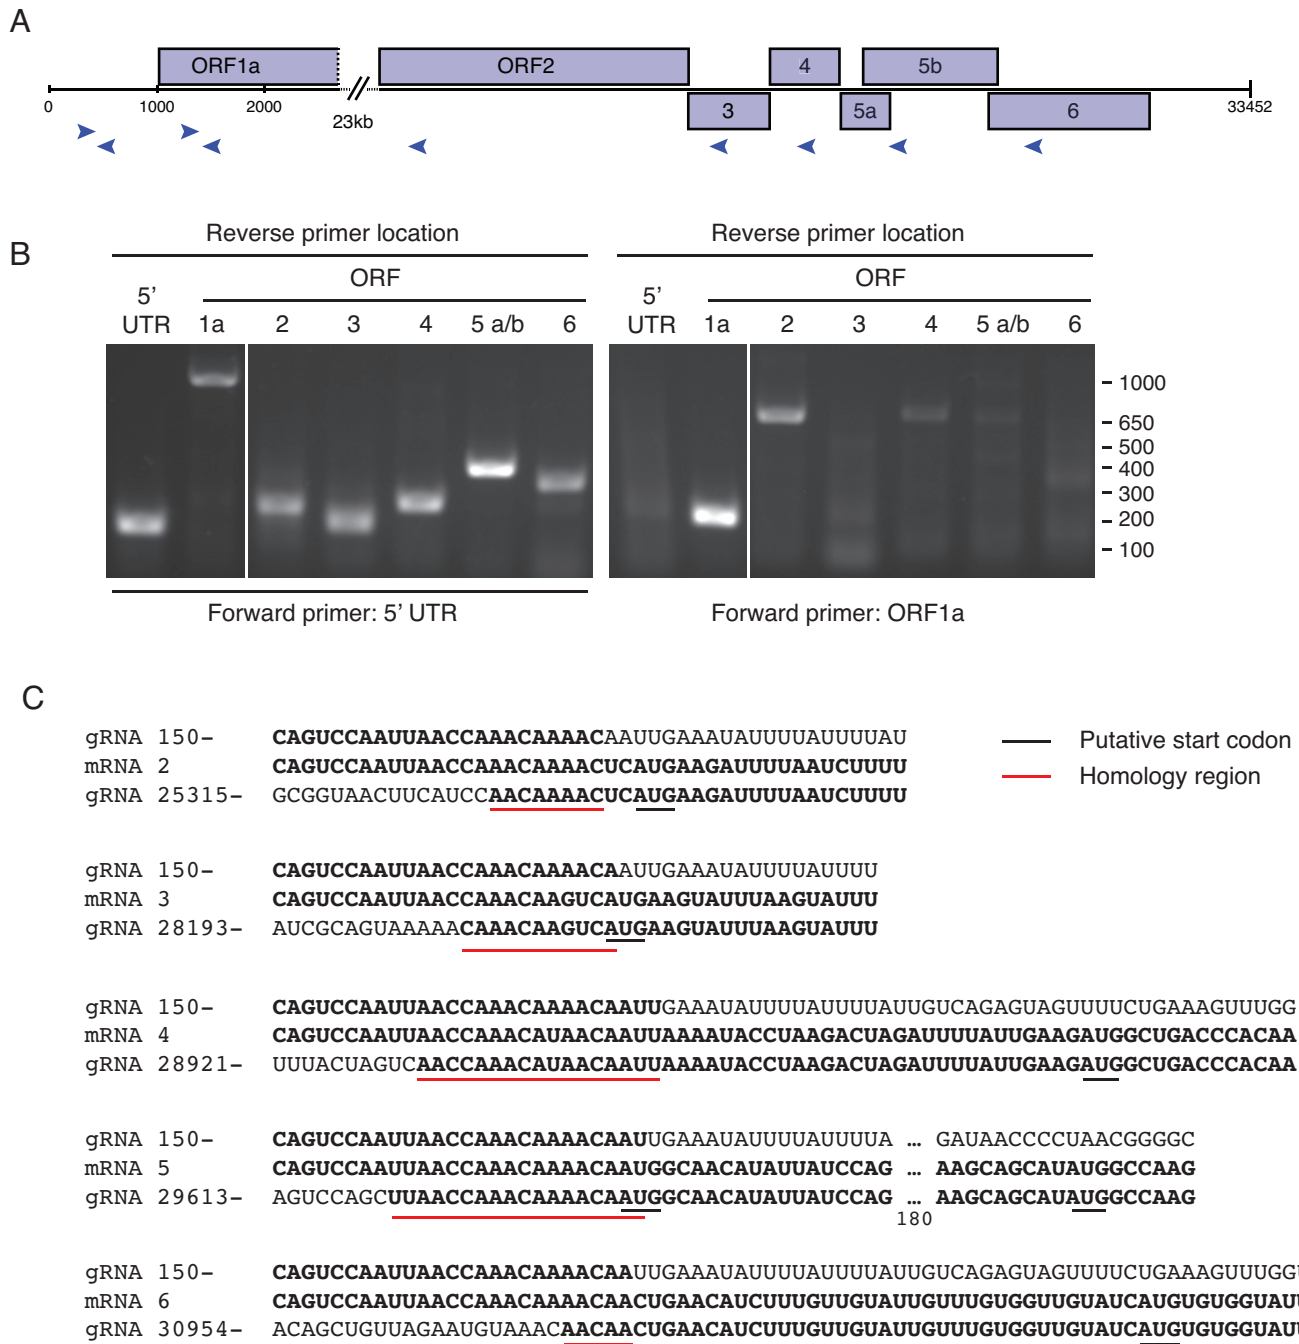 A
ORF1a
ORF2
4
5b
3
5a
6
0
1000
2000
23kb
33452
B
Reverse primer location
Reverse primer location
ORF
ORF
5’ UTR 1a 2 3 4 5 a/b 6
5’ UTR 1a 2 3 4 5 a/b 6
1000
650
500
400
300
200
100
Forward primer: 5’ UTR
Forward primer: ORF1a
C
gRNA 150– CAGUCCAAUUAACCAAACAAAACAAUUGAAAUAUUUUAUUUUAU
mRNA 2 CAGUCCAAUUAACCAAACAAAACUCAUGAAGAUUUUAAUCUUUU
gRNA 25315– GCGGUAACUUCAUCCAACAAAACUCAUGAAGAUUUUAAUCUUUU
Putative start codon
Homology region
gRNA 150– CAGUCCAAUUAACCAAACAAAACAAUUGAAAUAUUUUAUUUU
mRNA 3 CAGUCCAAUUAACCAAACAAGUCAUGAAGUAUUUAAGUAUUU
gRNA 28193– AUCGCAGUAAAAACAAACAAGUCAUGAAGUAUUUAAGUAUUU
gRNA 150– CAGUCCAAUUAACCAAACAAAACAAUUGAAAUAUUUUAUUUUAUUGUCAGAGUAGUUUUCUGAAAGUUUGG
mRNA 4 CAGUCCAAUUAACCAAACAUAACAAUUAAAAUACCUAAGACUAGAUUUUAUUGAAGAUGGCUGACCCACAA
gRNA 28921– UUUACUAGUCAACCAAACAUAACAAUUAAAAUACCUAAGACUAGAUUUUAUUGAAGAUGGCUGACCCACAA
gRNA 150– CAGUCCAAUUAACCAAACAAAACAAUUGAAAUAUUUUAUUUUA … GAUAACCCCUAACGGGGC
mRNA 5 CAGUCCAAUUAACCAAACAAAACAAUGGCAACAUAUUAUCCAG … AAGCAGCAUAUGGCCAAG
gRNA 29613– AGUCCAGCUUAACCAAACAAAACAAUGGCAACAUAUUAUCCAG … AAGCAGCAUAUGGCCAAG
180
gRNA 150– CAGUCCAAUUAACCAAACAAAACAAUUGAAAUAUUUUAUUUUAUUGUCAGAGUAGUUUUCUGAAAGUUUGGU
mRNA 6 CAGUCCAAUUAACCAAACAAAACAACUGAACAUCUUUGUUGUAUUGUUUGUGGUUGUAUCAUGUGUGGUAUU
gRNA 30954– ACAGCUGUUAGAAUGUAAACAACAACUGAACAUCUUUGUUGUAUUGUUUGUGGUUGUAUCAUGUGUGGUAUU